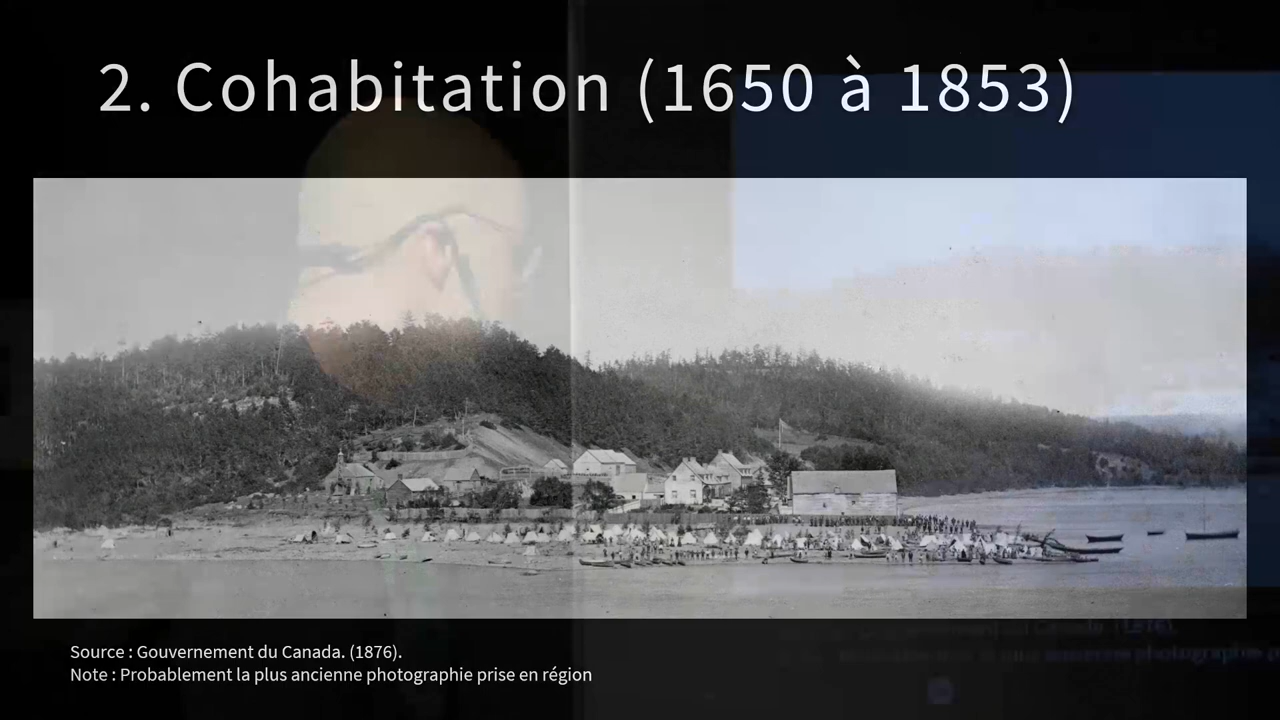 2. Cohabitation (1650 à 1853)
Source : Gouvernement du Canada. (1876).
Note : Probablement la plus ancienne photographie prise en région